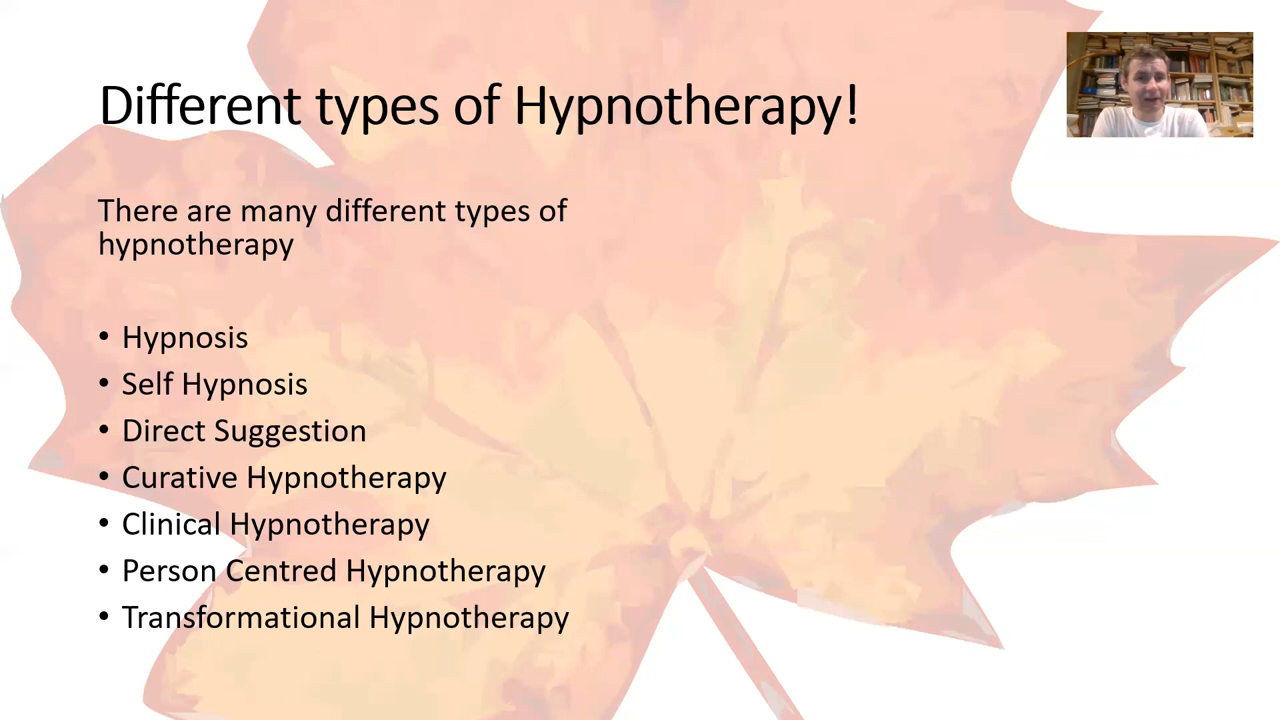 Different types of Hypnotherapy!
There are many different types of
hypnotherapy
• Hypnosis
• Self Hypnosis
• Direct Suggestion
• Curative Hypnotherapy
• Clinical Hypnotherapy
• Person Centred Hypnotherapy
• Transformational Hypnotherapy